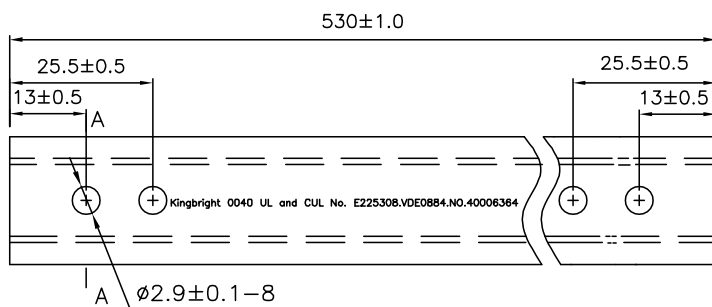 530±1.0
25.5±0.5
25.5±0.5
13±0.5
13±0.5
A
Kingbright 0040 UL and CUL No. E225308.VDE0884.NO.40006364
A
ø2.9±0.1-8